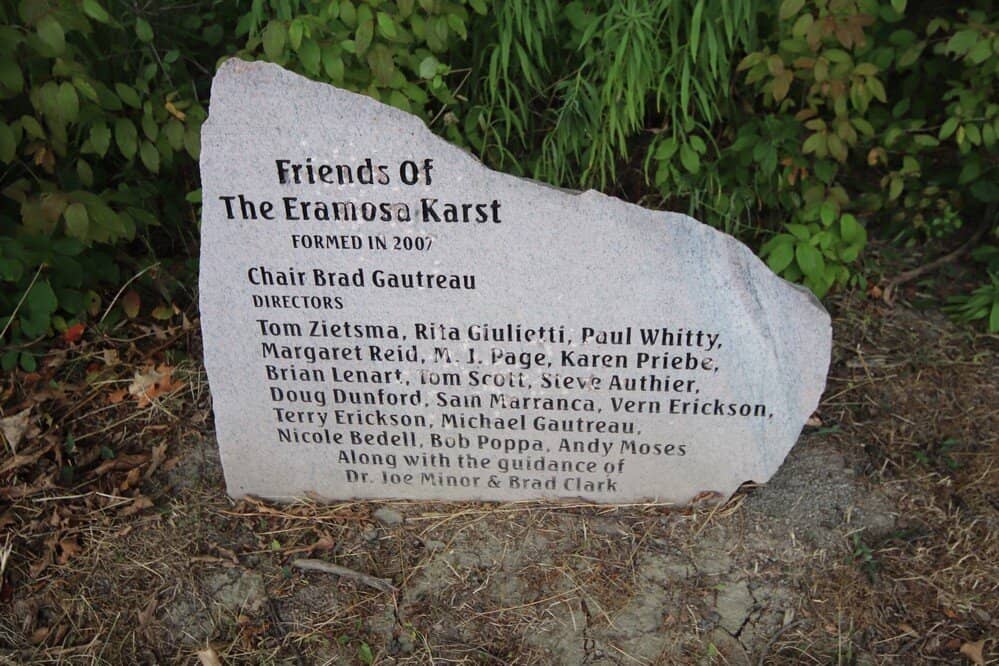 Friends Of
The Eramosa Karst
FORMED IN 2007
Chair Brad Gautreau
DIRECTORS
Tom Zietsma, Rita Giulietti, Paul Whitty,
Margaret Reid, M. J. Page, Karen Priebe,
Brian Lenart, Tom Scott, Steve Authier,
Doug Dunford, Sam Marranca, Vern Erickson,
Terry Erickson, Michael Gautreau,
Nicole Bedell, Bob Poppa, Andy Moses
Along with the guidance of
Dr. Joe Minor & Brad Clark